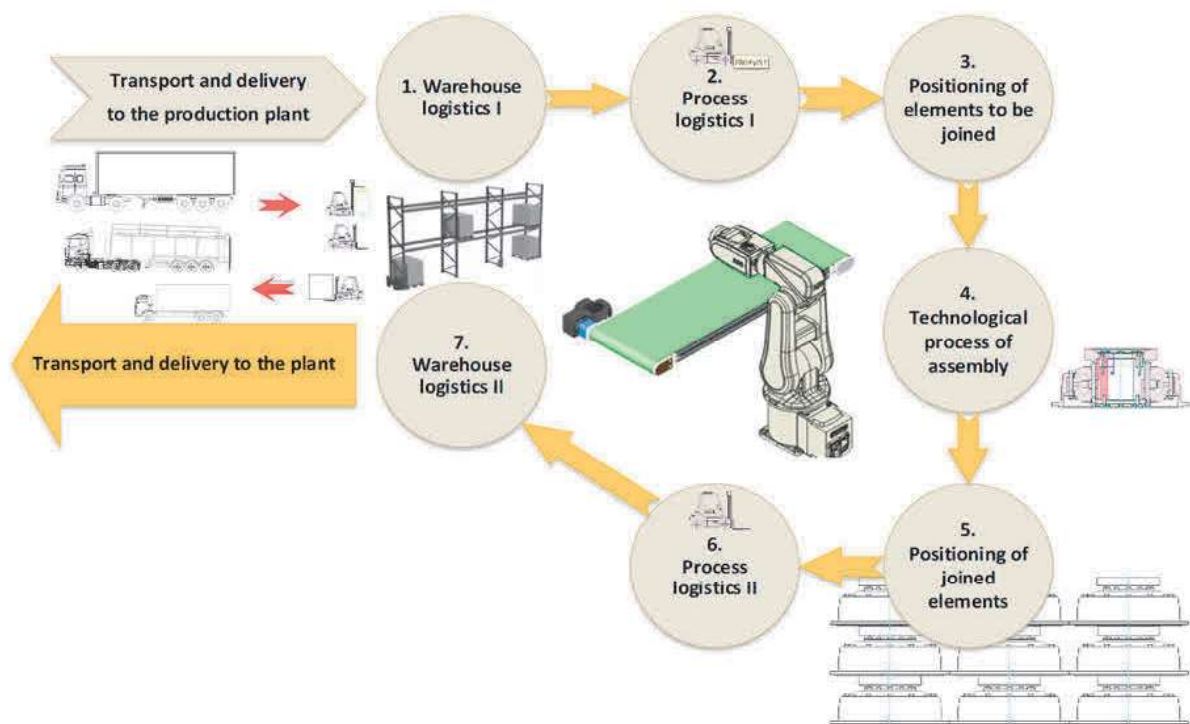 Transport and delivery
to the production plant
1. Warehouse
logistics I
2.
Process
logistics I
3.
Positioning of
elements to be
joined
4.
Technological
process of
assembly
5.
Positioning of
joined
elements
6.
Process
logistics II
7.
Warehouse
logistics II
Transport and delivery to the plant